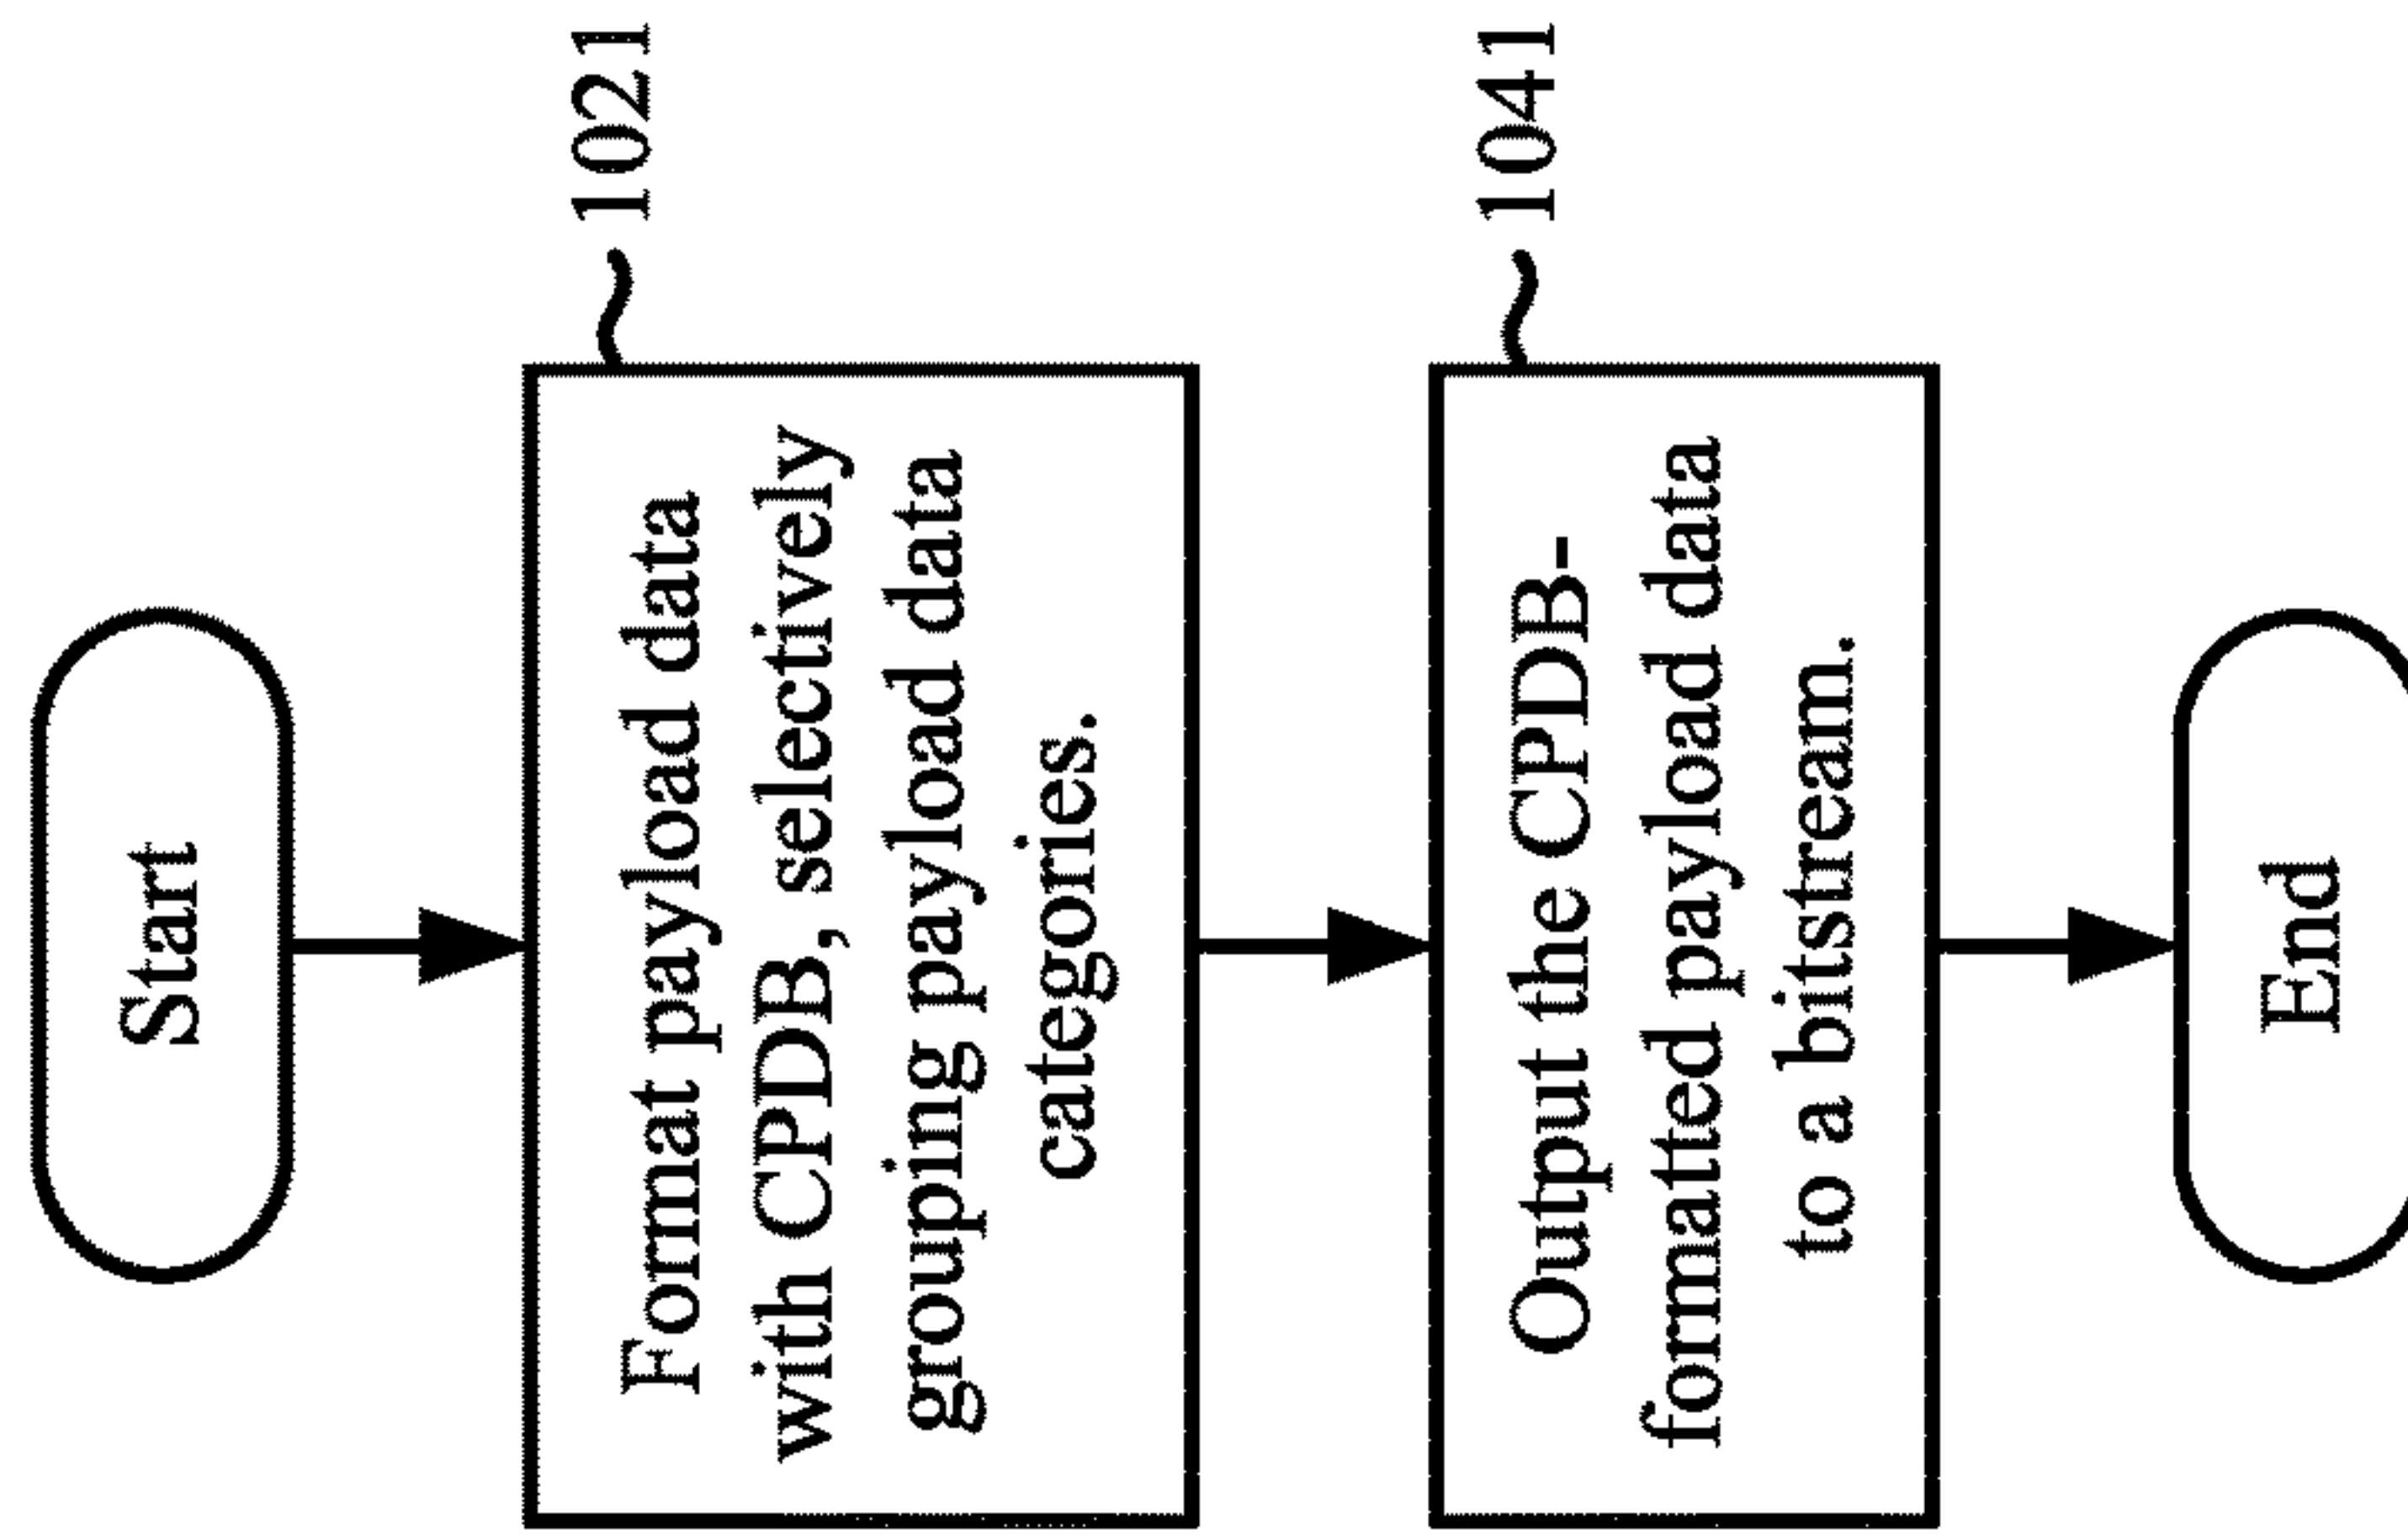 Start
1021
Format payload data
with CPDB, selectively
grouping payload data
categories.
1041
Output the CPDB-
formatted payload data
to a bitstream.
End